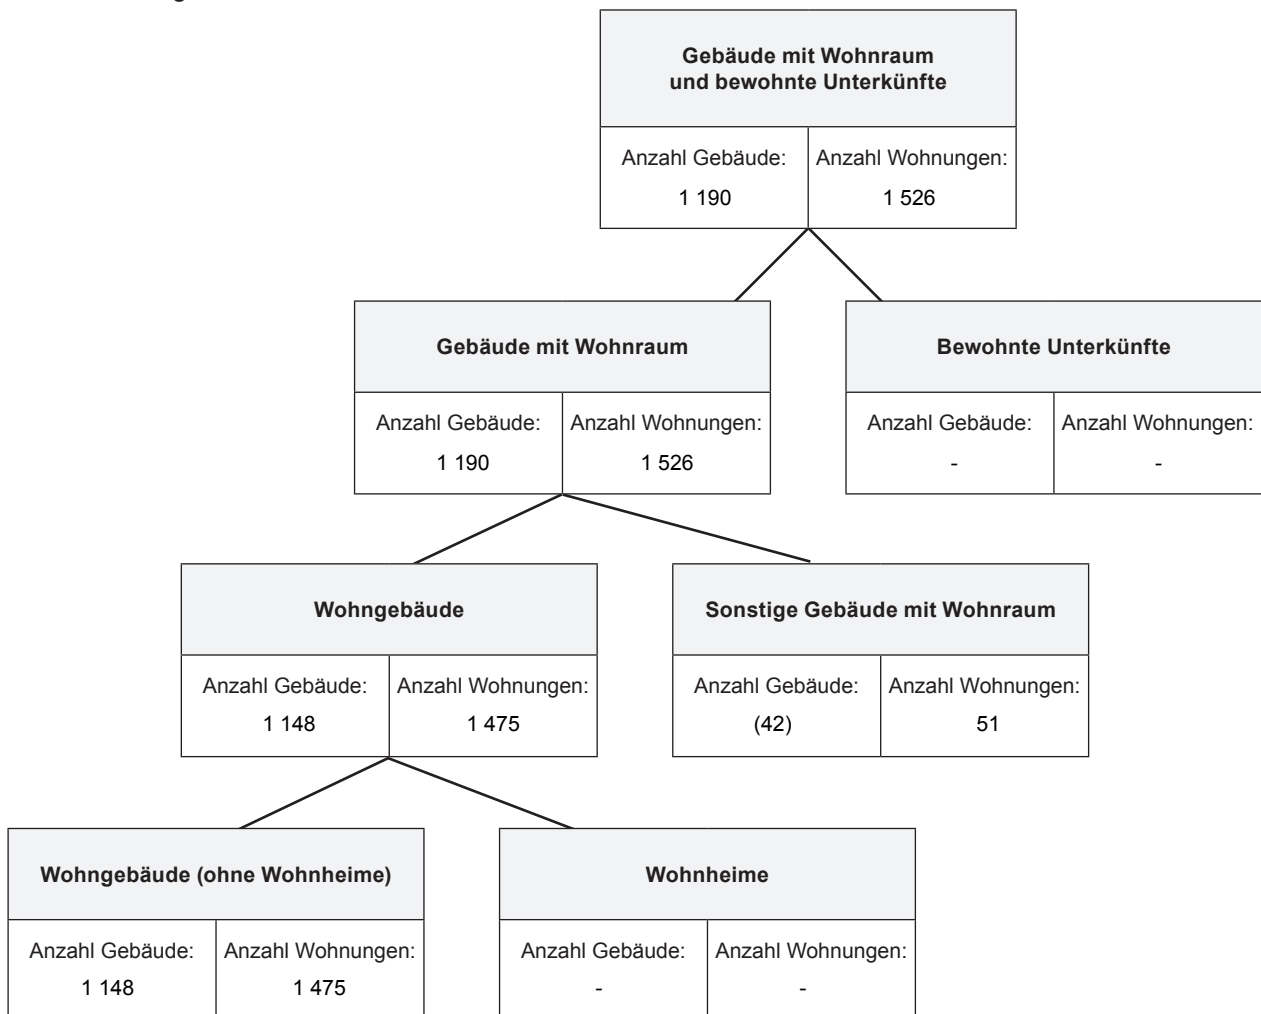 Gebäude mit Wohnraum
und bewohnte Unterkünfte
Anzahl Gebäude: Anzahl Wohnungen:
1 190 1 526
Gebäude mit Wohnraum
Anzahl Gebäude: Anzahl Wohnungen:
1 190 1 526
Bewohnte Unterkünfte
Anzahl Gebäude: Anzahl Wohnungen:
- -
Wohngebäude
Anzahl Gebäude: Anzahl Wohnungen:
1 148 1 475
Sonstige Gebäude mit Wohnraum
Anzahl Gebäude: Anzahl Wohnungen:
(42) 51
Wohngebäude (ohne Wohnheime)
Anzahl Gebäude: Anzahl Wohnungen:
1 148 1 475
Wohnheime
Anzahl Gebäude: Anzahl Wohnungen:
- -